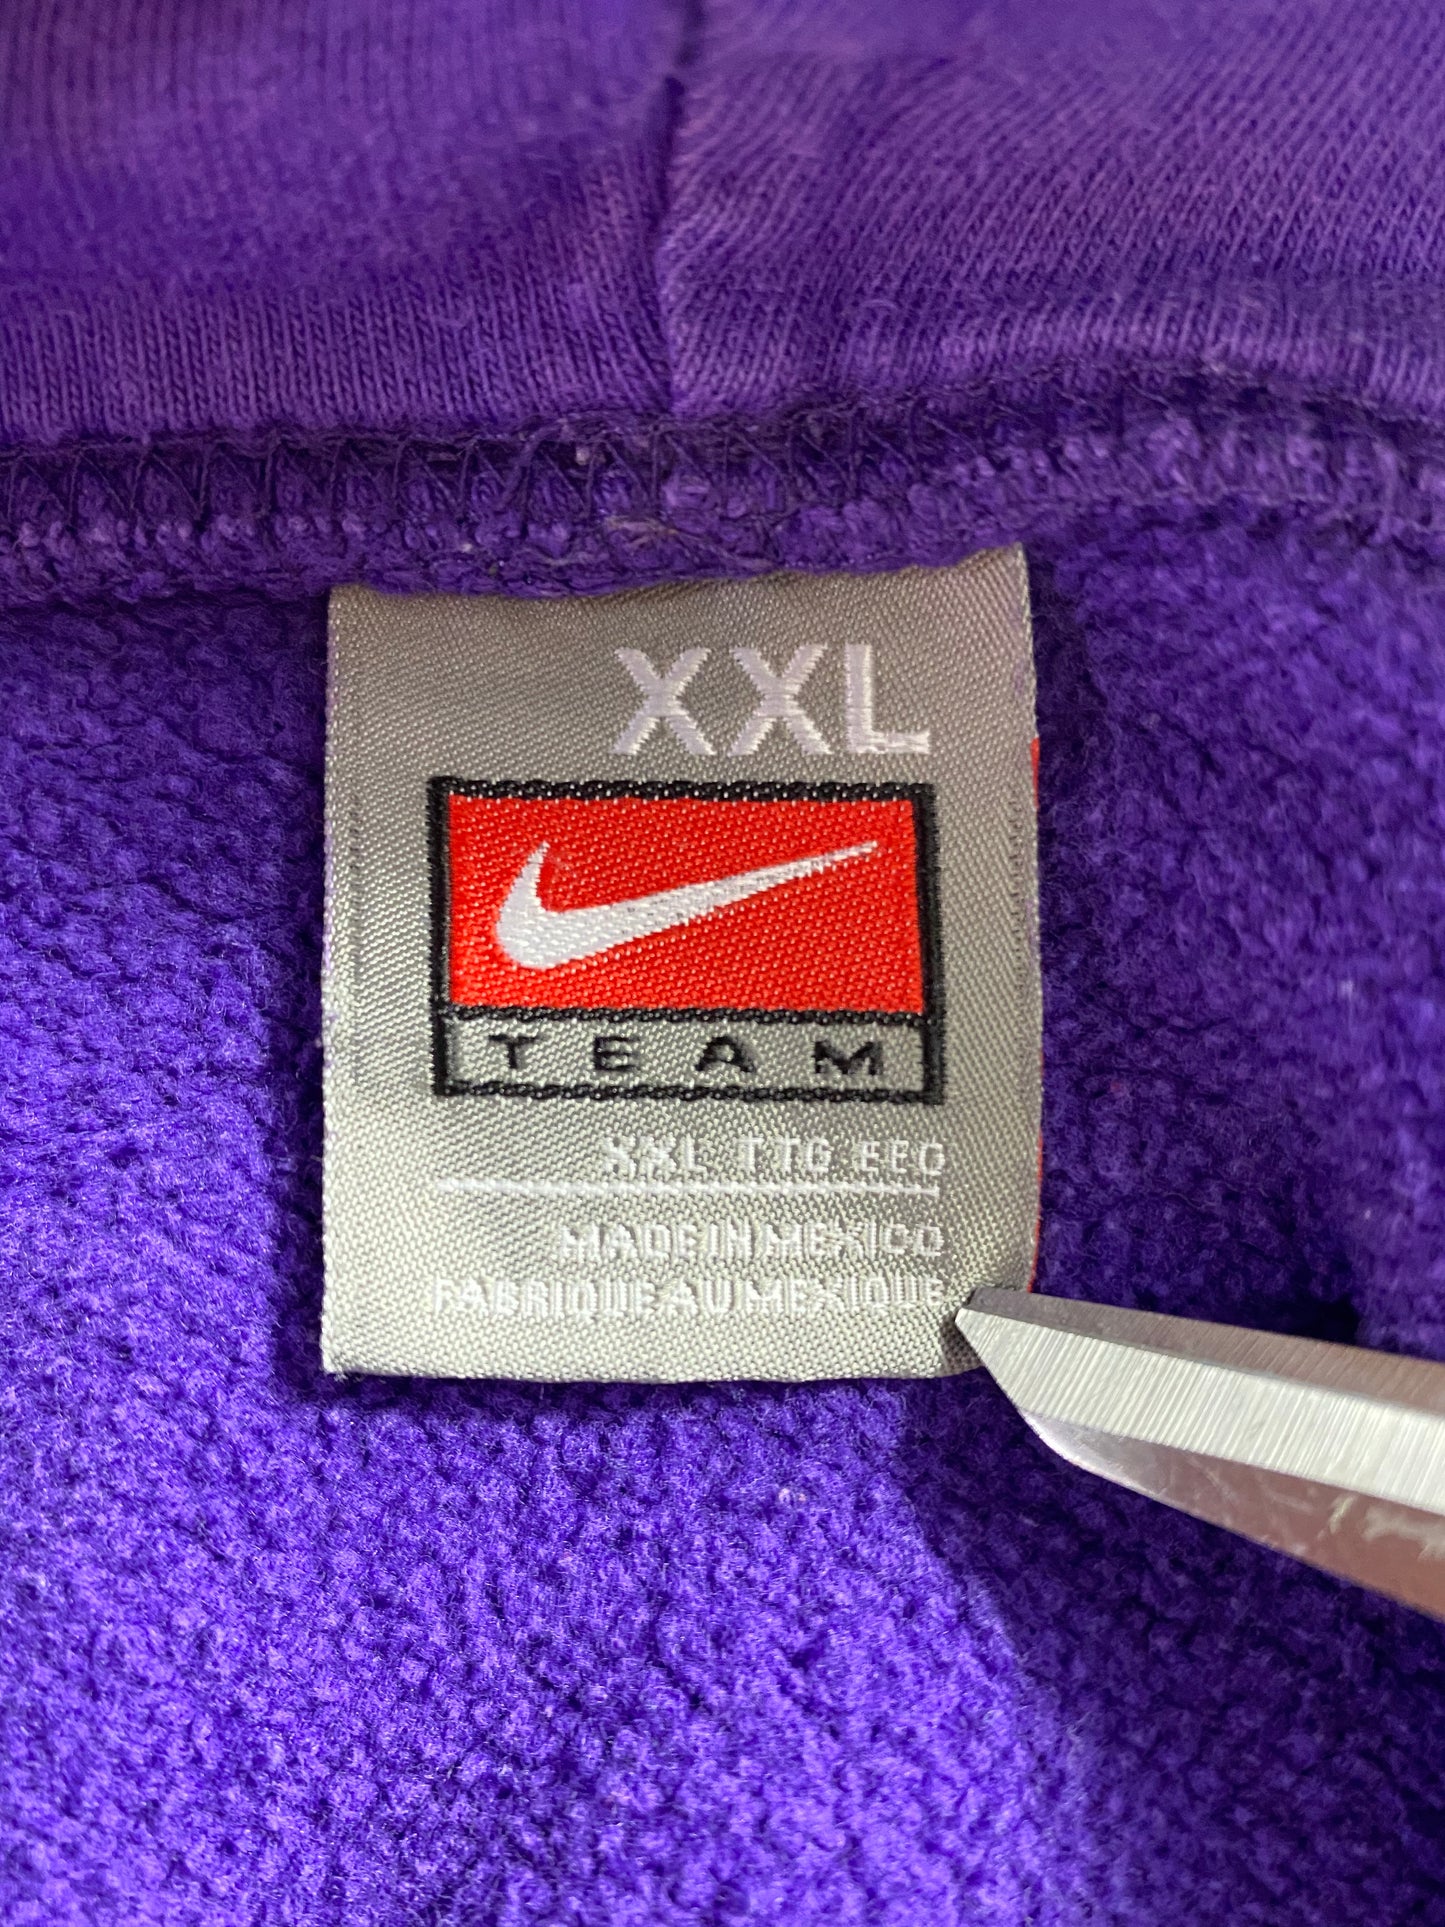 XXL
TEAM
XXL TTG EEG
MADE IN MEXICO
FABRIQUE AU MEXIQUE